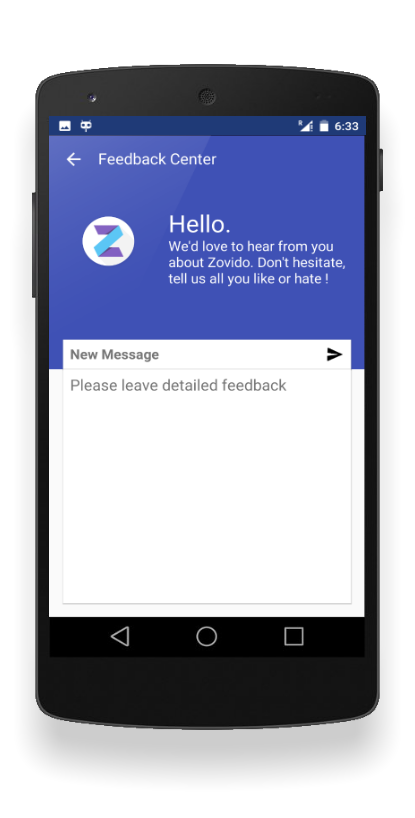 6:33
Feedback Center
Hello.
We'd love to hear from you
about Zovido. Don't hesitate,
tell us all you like or hate !
New Message
Please leave detailed feedback